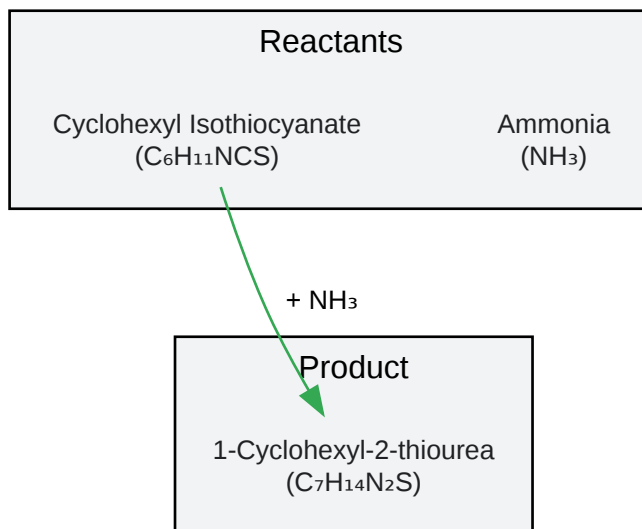 Reactants
Cyclohexyl Isothiocyanate
(C₆H₁₁NCS)
Ammonia
(NH₃)
+ NH₃
Product
1-Cyclohexyl-2-thiourea
(C₇H₁₄N₂S)